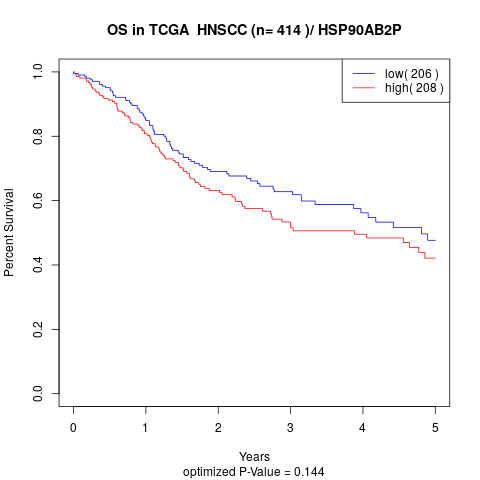 OS in TCGA  HNSCC (n= 414 )/ HSP90AB2P
low( 206 )
high( 208 )
Percent Survival
1.0
0.8
0.6
0.4
0.2
0.0
0 1 2 3 4 5
Years
optimized P-Value = 0.144